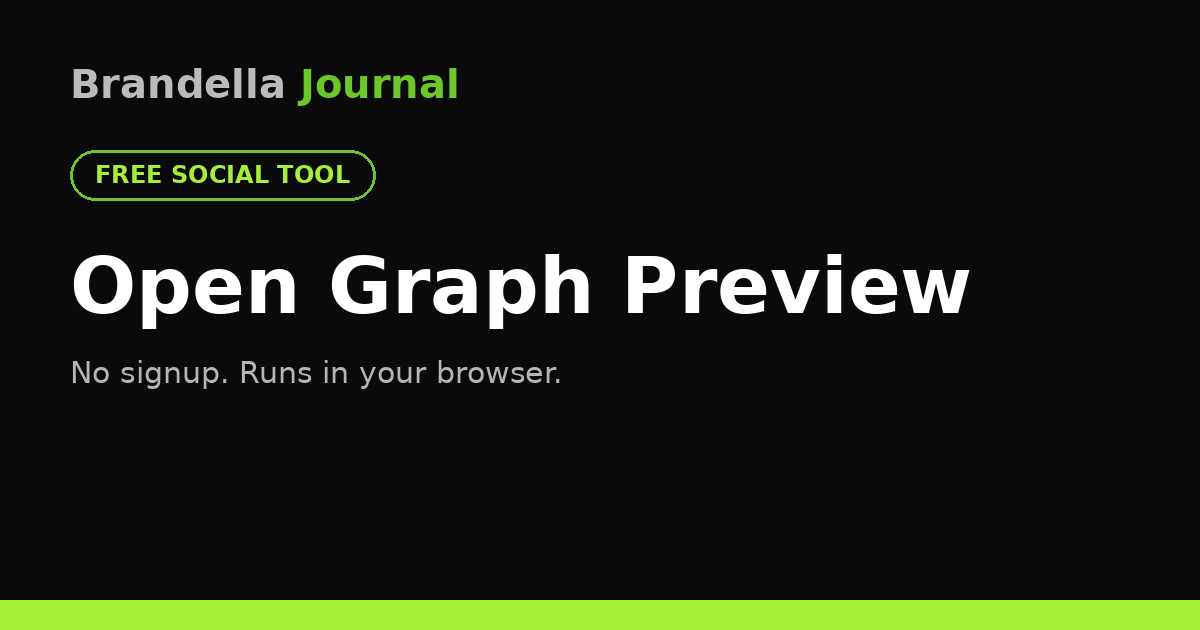 Brandella Journal
FREE SOCIAL TOOL
Open Graph Preview
No signup. Runs in your browser.